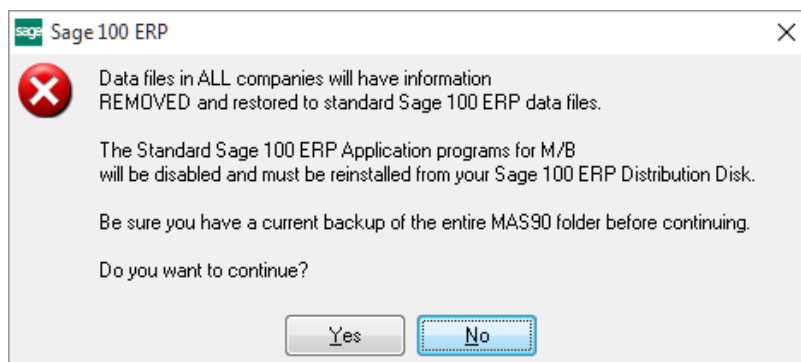 sage Sage 100 ERP
Data files in ALL companies will have information
REMOVED and restored to standard Sage 100 ERP data files.
The Standard Sage 100 ERP Application programs for M/B
will be disabled and must be reinstalled from your Sage 100 ERP Distribution Disk.
Be sure you have a current backup of the entire MAS90 folder before continuing.
Do you want to continue?
Yes No